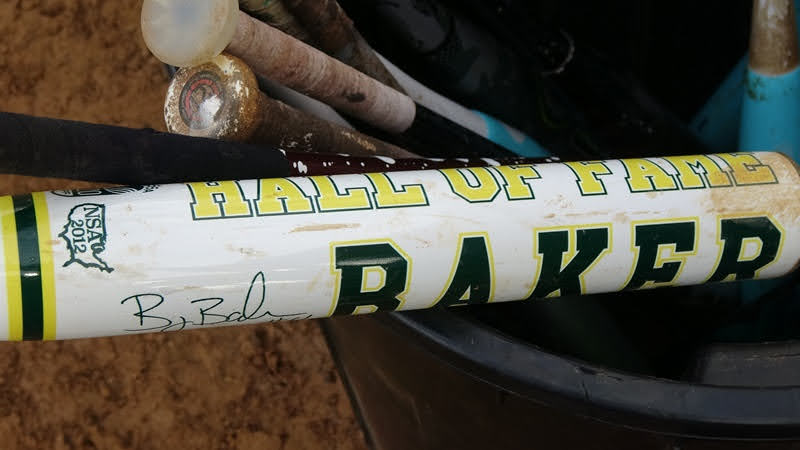 HALL OF FAME
BAKER
NSA
2012